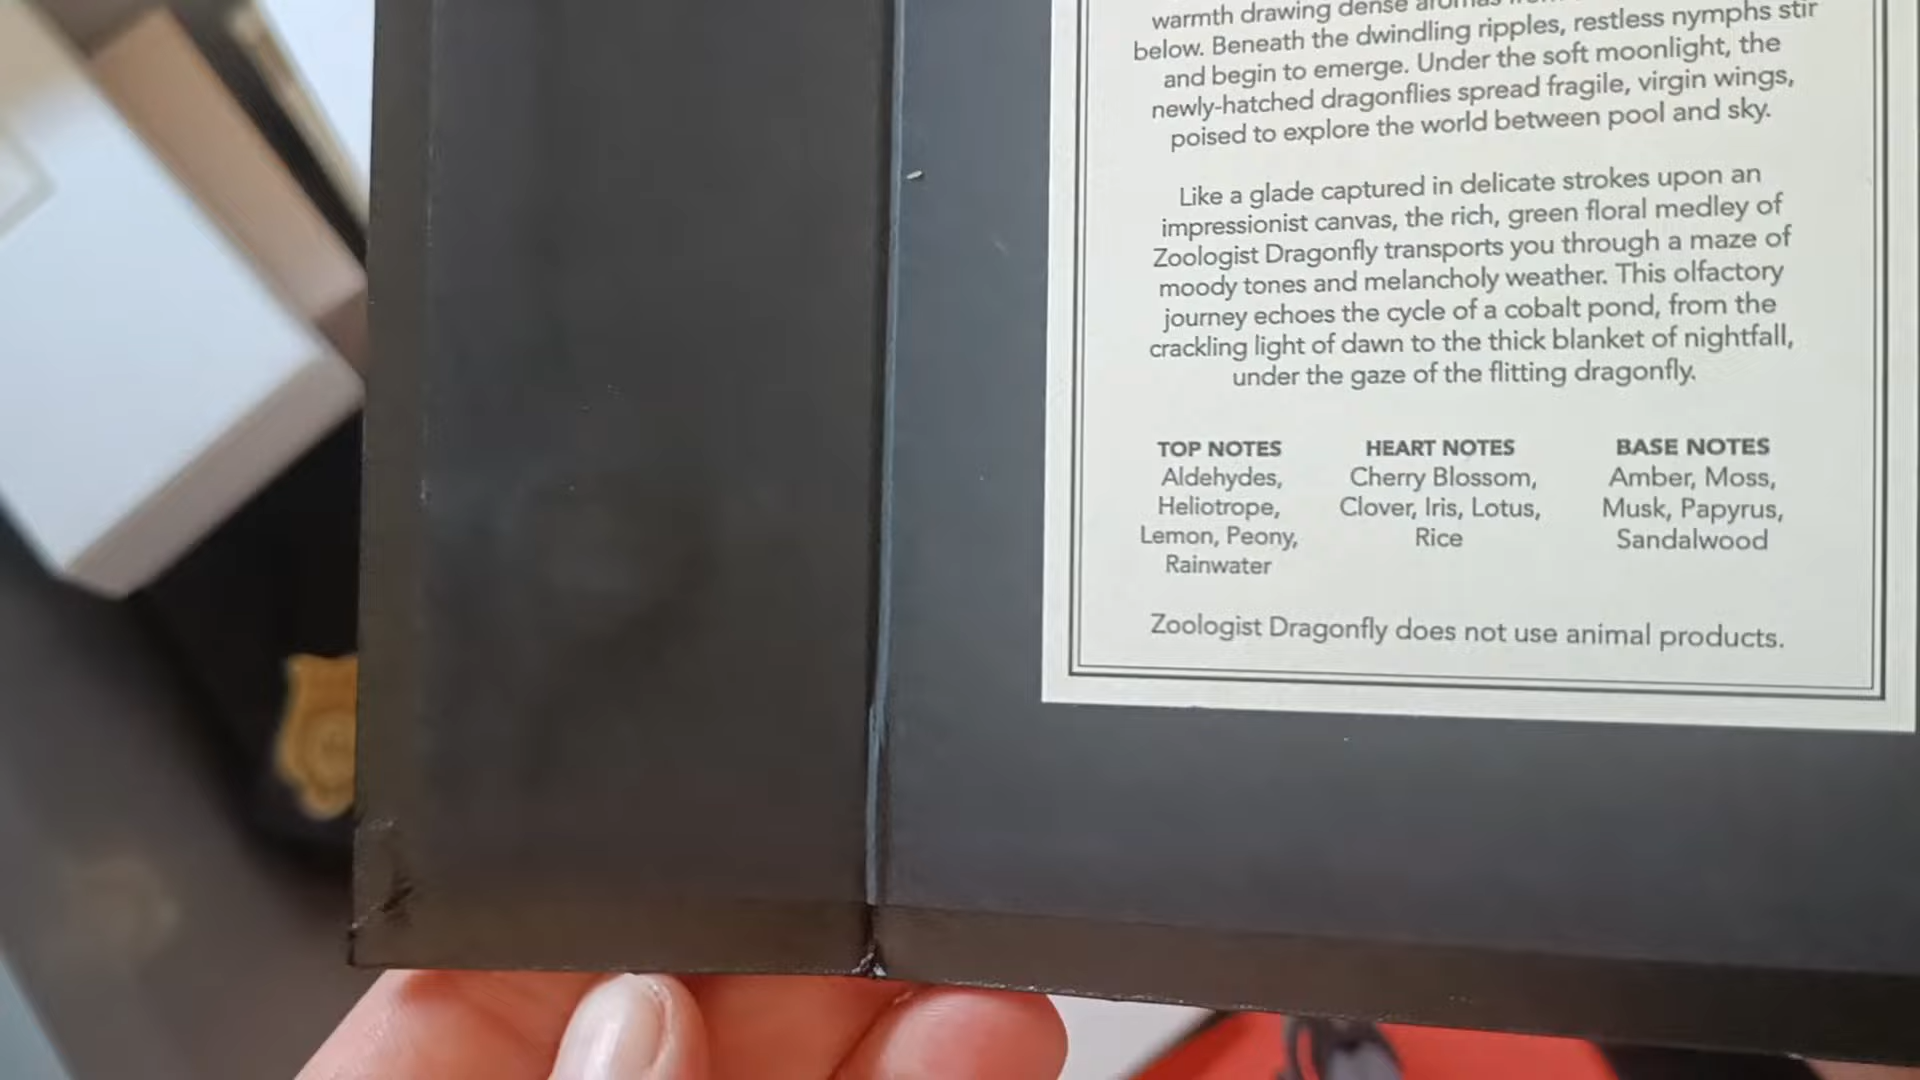 warmth drawing dense aromas
below. Beneath the dwindling ripples, restless nymphs stir
and begin to emerge. Under the soft moonlight, the
newly-hatched dragonflies spread fragile, virgin wings,
poised to explore the world between pool and sky.
Like a glade captured in delicate strokes upon an
impressionist canvas, the rich, green floral medley of
Zoologist Dragonfly transports you through a maze of
moody tones and melancholy weather. This olfactory
journey echoes the cycle of a cobalt pond, from the
crackling light of dawn to the thick blanket of nightfall,
under the gaze of the flitting dragonfly.
TOP NOTES
Aldehydes,
Heliotrope,
Lemon, Peony,
Rainwater
HEART NOTES
Cherry Blossom,
Clover, Iris, Lotus,
Rice
BASE NOTES
Amber, Moss,
Musk, Papyrus,
Sandalwood
Zoologist Dragonfly does not use animal products.